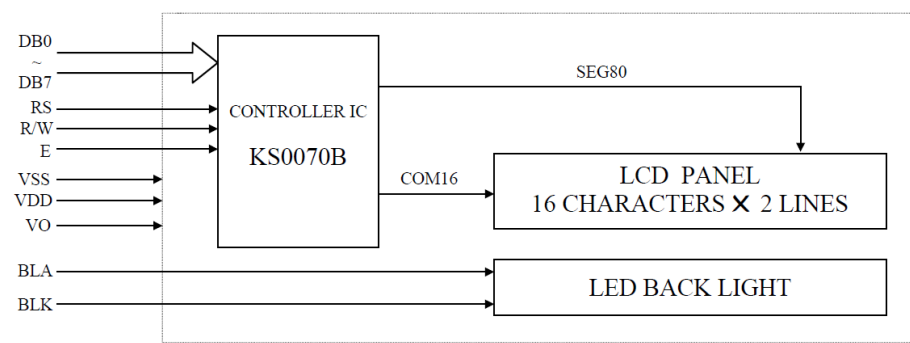 DB0
~
DB7
RS
R/W
E
VSS
VDD
VO
BLA
BLK
CONTROLLER IC
KS0070B
SEG80
COM16
LCD PANEL
16 CHARACTERS X 2 LINES
LED BACK LIGHT